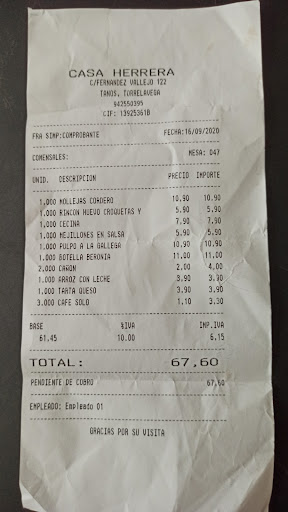 CASA HERRERA
C/FERNANDEZ VALLEJO 122
TANOS, TORRELAVEGA
942550395
CIF: 13925361B
FRA SIMP:COMPROBANTE FECHA:16/09/2020
COMENSALES: MESA: 047
UNID. DESCRIPCION PRECIO IMPORTE
1.000 MOLLEJAS CORDERO 10,90 10,90
1.000 RINCON HUEVO CROQUETAS Y 5,90 5,90
1.000 CECINA 7,90 7,90
1.000 MEJILLONES EN SALSA 5,90 5,90
1.000 PULPO A LA GALLEGA 10,90 10,90
1.000 BOTELLA BERONIA 11,00 11,00
2.000 CAÑON 2,00 4,00
1.000 ARROZ CON LECHE 3,90 3,90
1.000 TARTA QUESO 3,90 3,90
3.000 CAFE SOLO 1,10 3,30
BASE %IVA IMP.IVA
61.45 10.00 6.15
TOTAL: 67,60
PENDIENTE DE COBRO 67,60
EMPLEADO: Empleado 01
GRACIAS POR SU VISITA